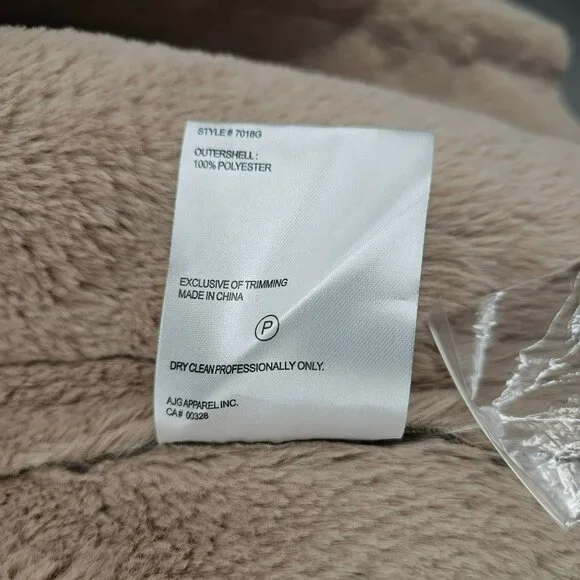 STYLE# 7018G
OUTERSHELL:
100% POLYESTER
EXCLUSIVE OF TRIMMING
MADE IN CHINA
P
DRY CLEAN PROFESSIONALLY ONLY.
AJG APPAREL INC.
CA# 00328